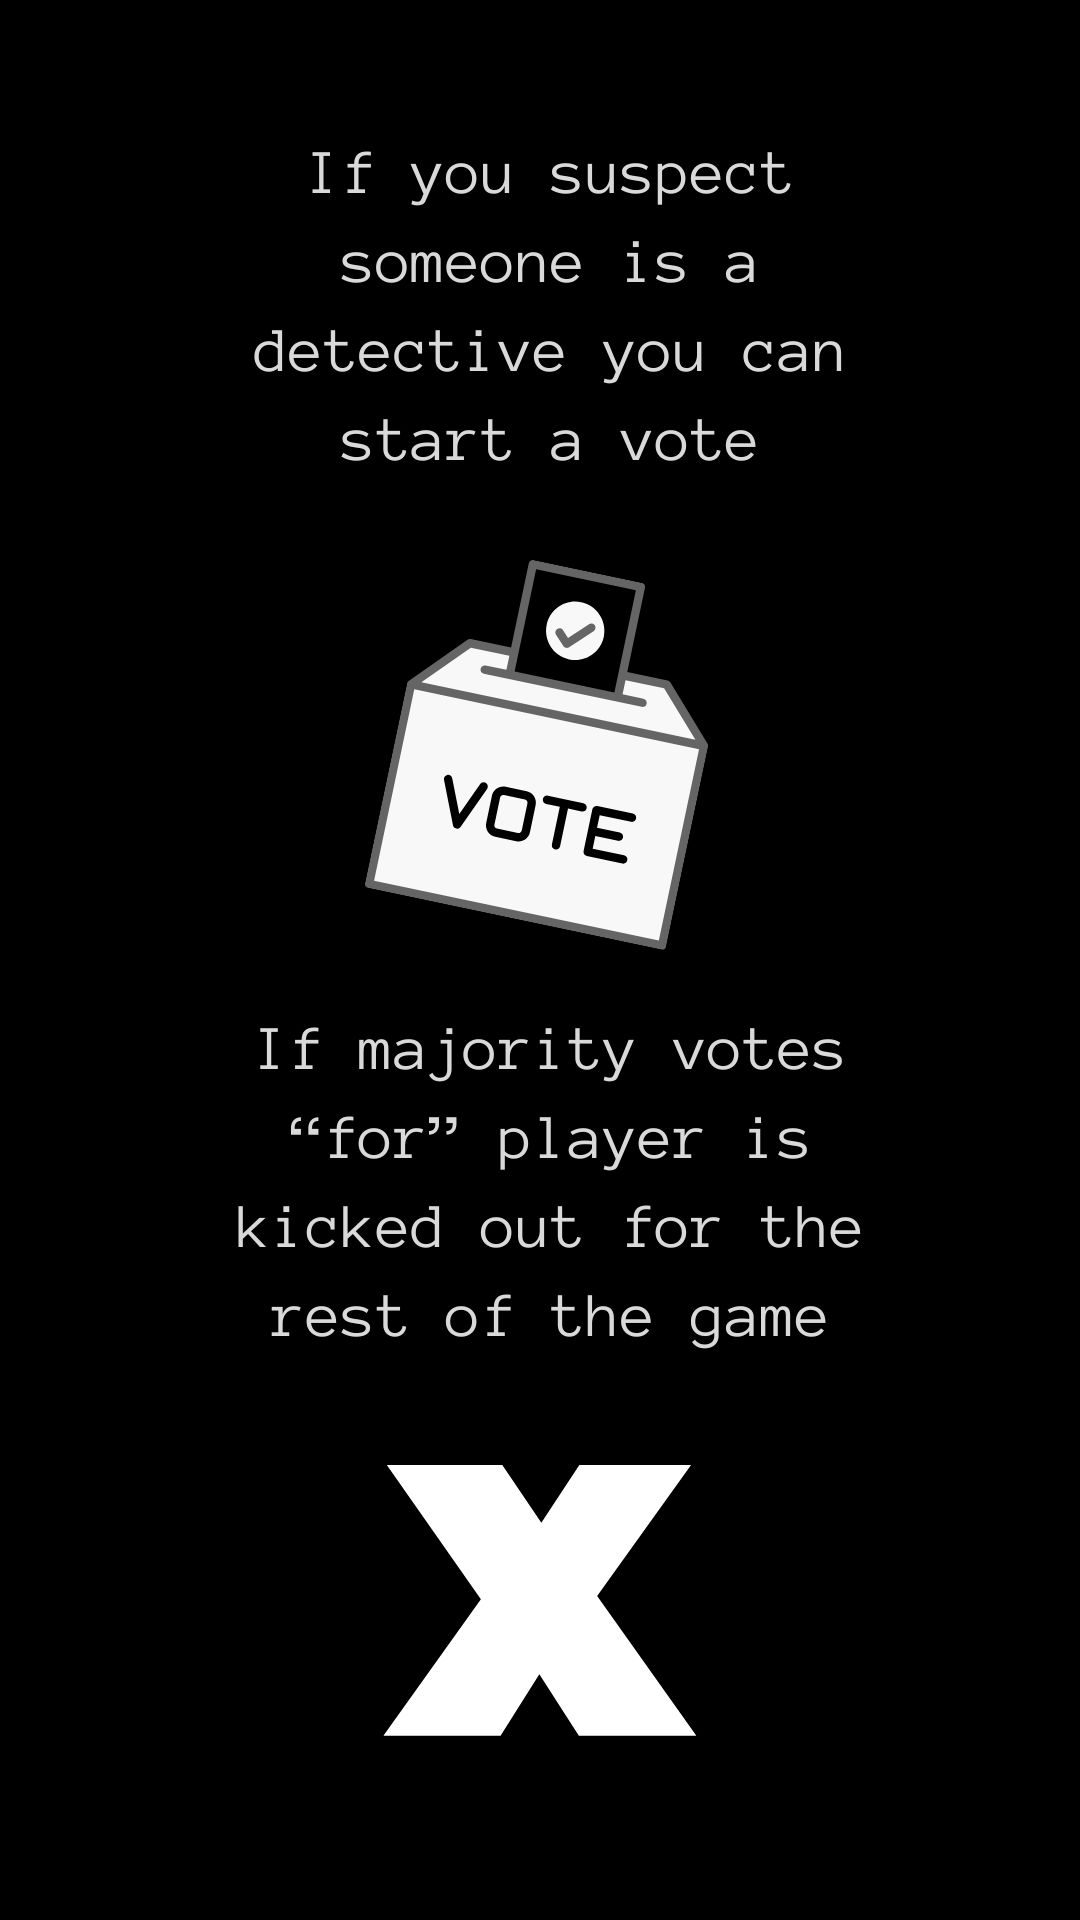 If you suspect
someone is a
detective you can
start a vote
VOTE
If majority votes
“for” player is
kicked out for the
rest of the game
X